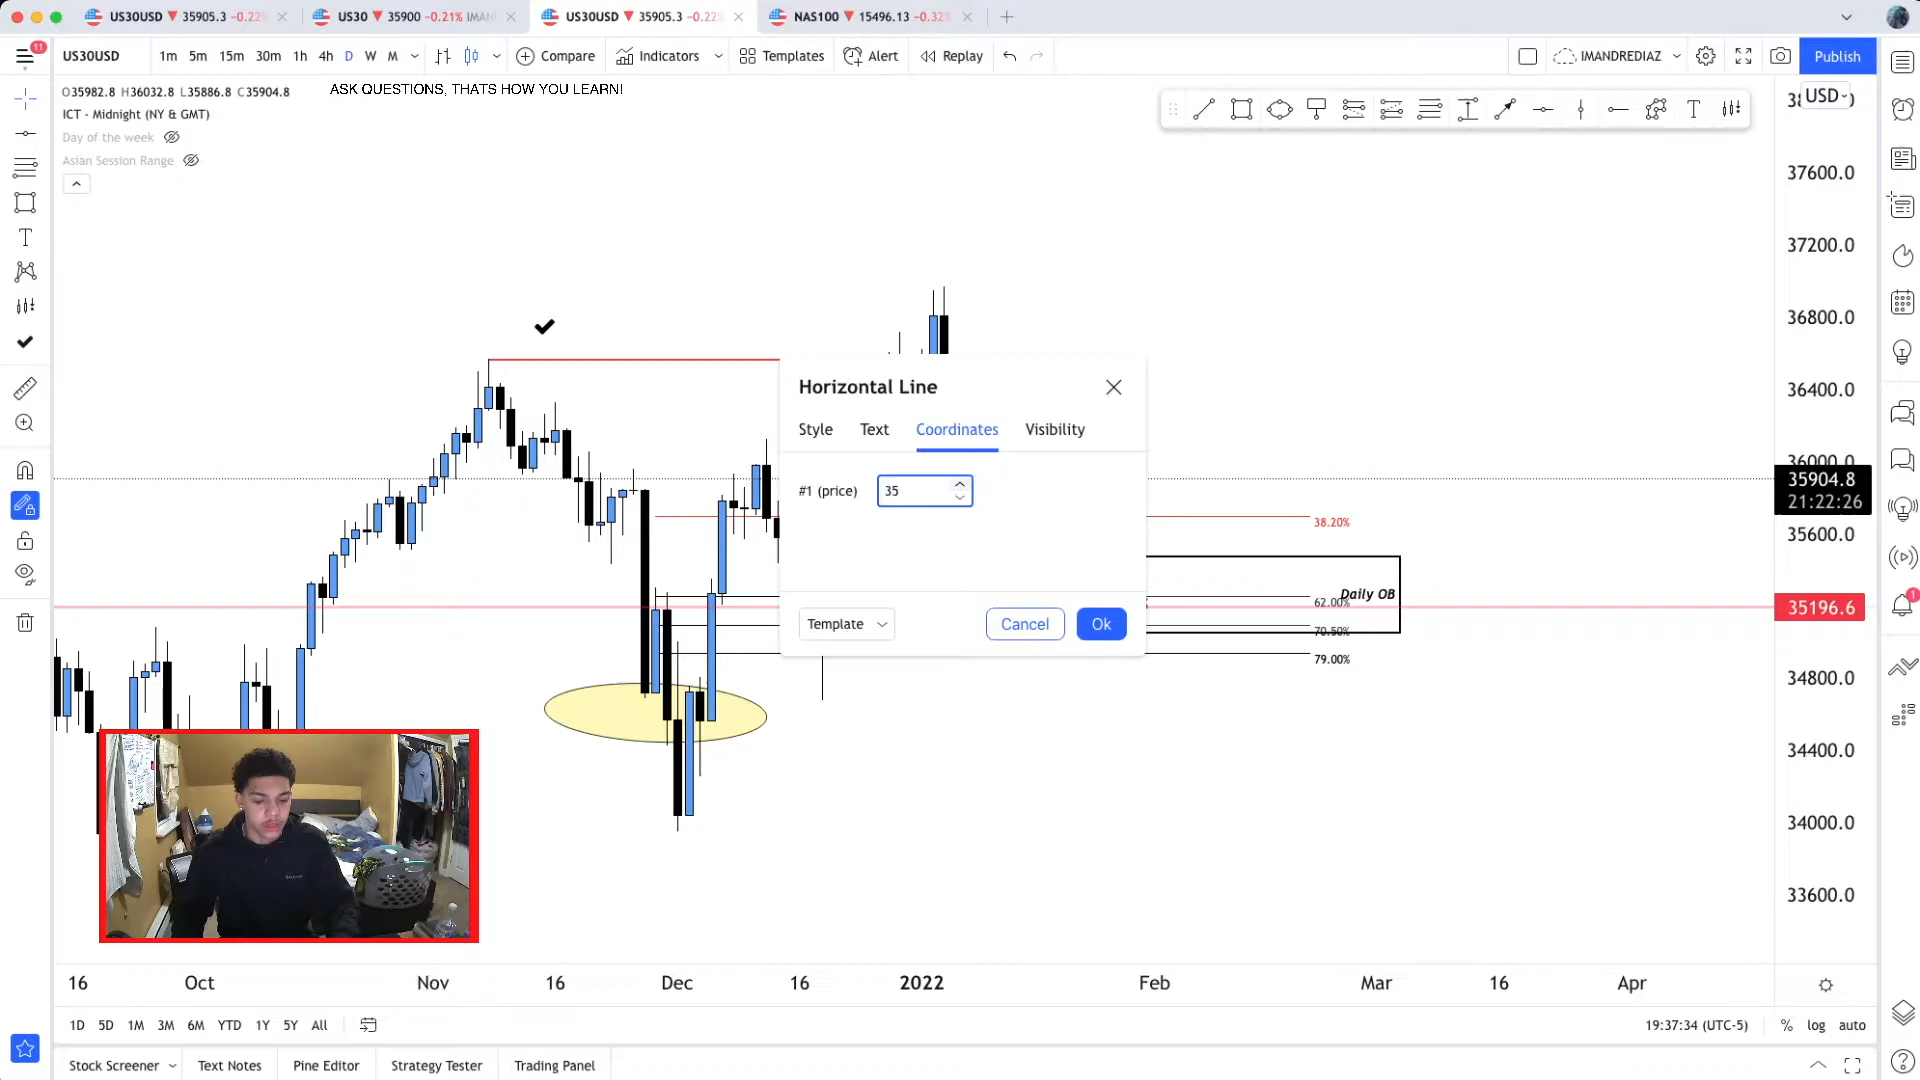 US30USD ▼ 35905.3 -0.22%
US30 ▼ 35900 -0.21% IMAN
US30USD ▼ 35905.3 -0.22%
NAS100 ▼ 15496.13 -0.32%
11
US30USD 1m 5m 15m 30m 1h 4h D W M Compare Indicators Templates Alert Replay IMANDREDIAZ Publish
O35982.8 H36032.8 L35886.8 C35904.8
ASK QUESTIONS, THATS HOW YOU LEARN!
ICT - Midnight (NY & GMT)
Day of the week
Asian Session Range
USD
37600.0
37200.0
36800.0
36400.0
36000.0
35904.8
21:22:26
35600.0
35196.6
34800.0
34400.0
34000.0
33600.0
Horizontal Line
Style Text Coordinates Visibility
#1 (price) 35
Template Cancel Ok
38.20%
Daily OB
62.00%
70.50%
79.00%
1
16 Oct Nov 16 Dec 16 2022 Feb Mar 16 Apr
1D 5D 1M 3M 6M YTD 1Y 5Y All
19:37:34 (UTC-5) % log auto
Stock Screener Text Notes Pine Editor Strategy Tester Trading Panel